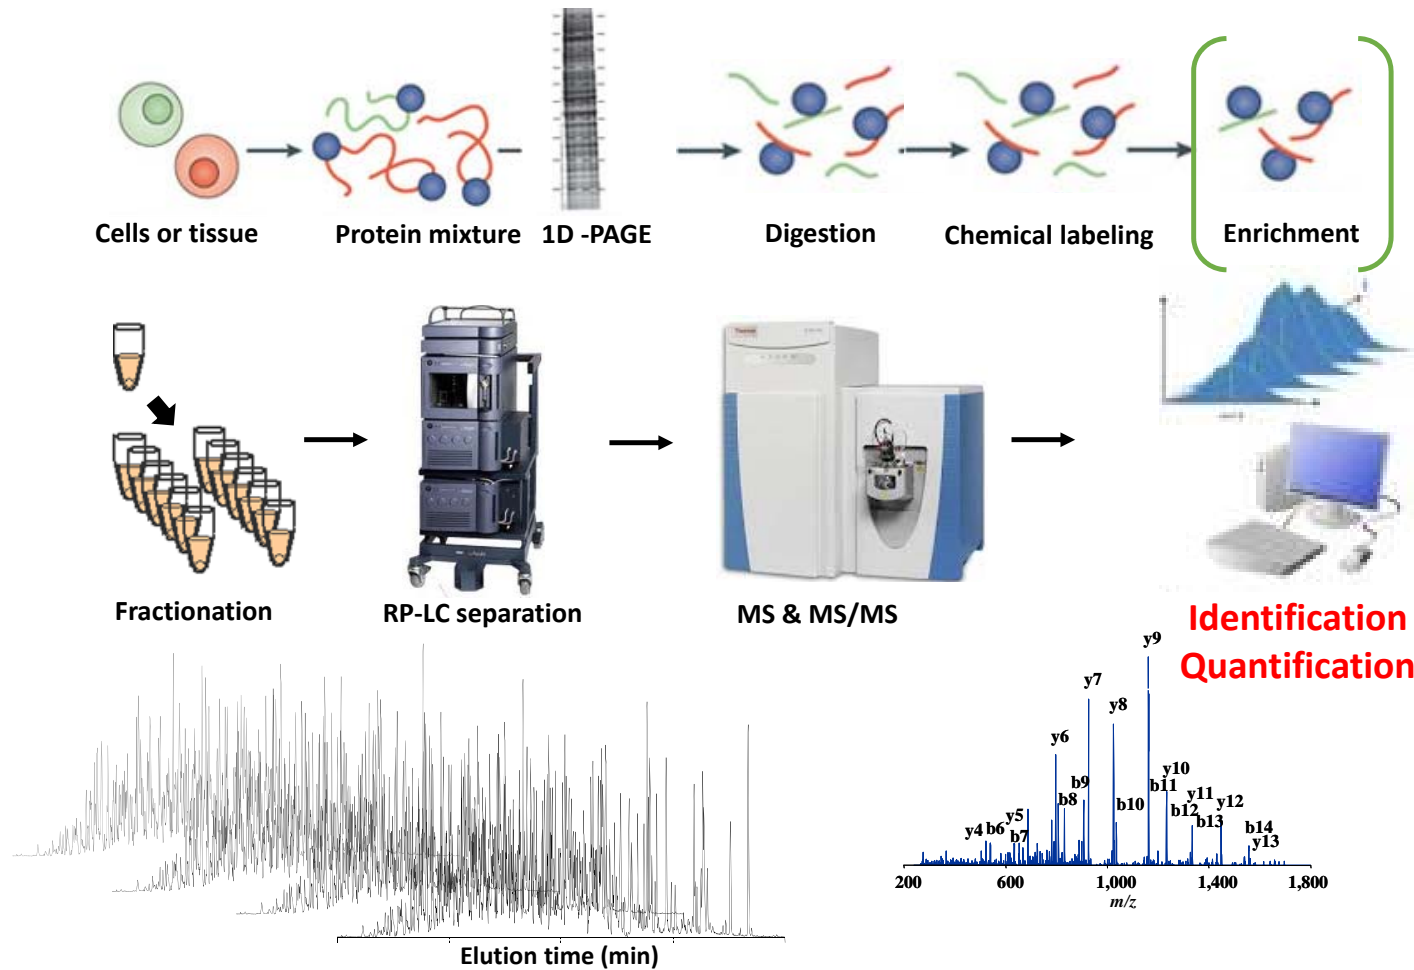 Cells or tissue
Protein mixture
1D -PAGE
Digestion
Chemical labeling
Enrichment
Fractionation
RP-LC separation
MS & MS/MS
Identification
Quantification
y9
y7
y8
y6
y10
b9
b11
y11
b8
b10
b12
y12
y5
b13
y4
b6
b7
b14
y13
200
600
1,000
1,400
1,800
m/z
Elution time (min)